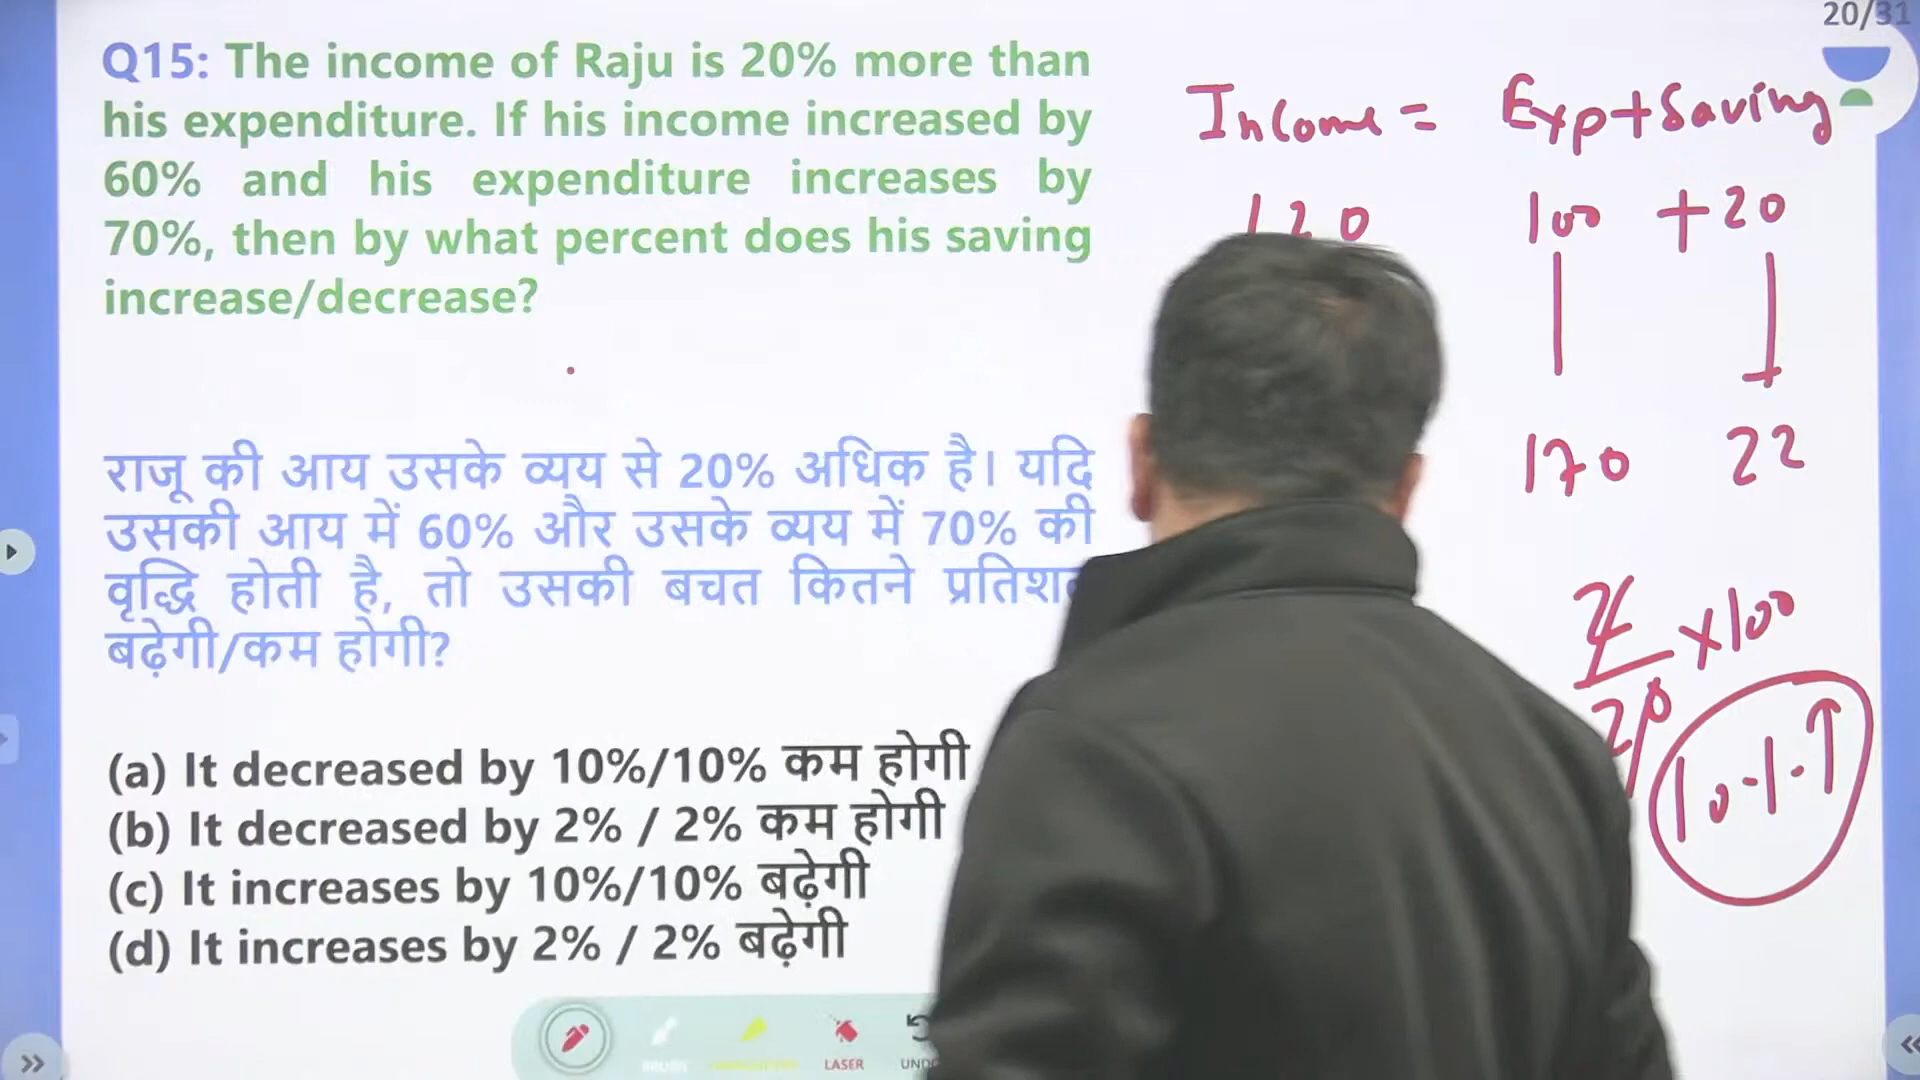 20/31
Q15: The income of Raju is 20% more than
his expenditure. If his income increased by
60% and his expenditure increases by
70%, then by what percent does his saving
increase/decrease?
राजू की आय उसके व्यय से 20% अधिक है। यदि
उसकी आय में 60% और उसके व्यय में 70% की
वृद्धि होती है, तो उसकी बचत कितने
बढ़ेगी/कम होगी?
(a) It decreased by 10%/10% कम होगी
(b) It decreased by 2% / 2% कम होगी
(c) It increases by 10%/10% बढ़ेगी
(d) It increases by 2% / 2% बढ़ेगी
Income = Exp+Saving
120 100 +20
170 22
2/20 ×100
10%↑
BRUSH LASER